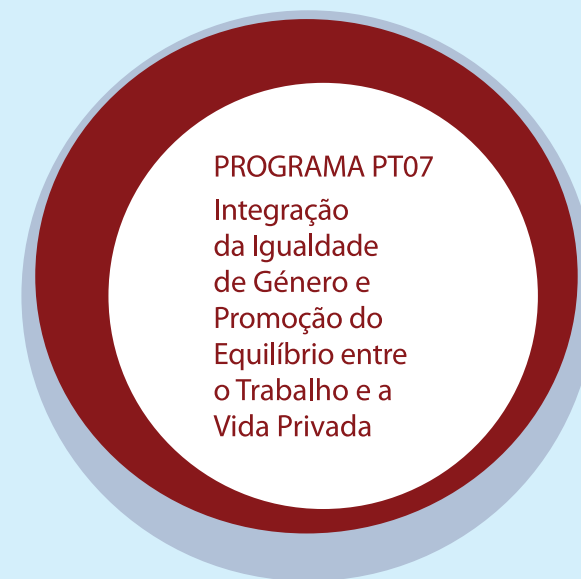 PROGRAMA PT07
Integração
da Igualdade
de Género e
Promoção do
Equilíbrio entre
o Trabalho e a
Vida Privada